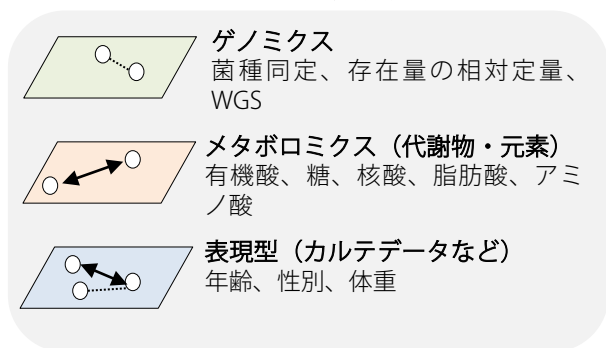 ゲノミクス
菌種同定、存在量の相対定量、
WGS
メタボロミクス（代謝物・元素）
有機酸、糖、核酸、脂肪酸、アミ
ノ酸
表現型（カルテデータなど）
年齢、性別、体重